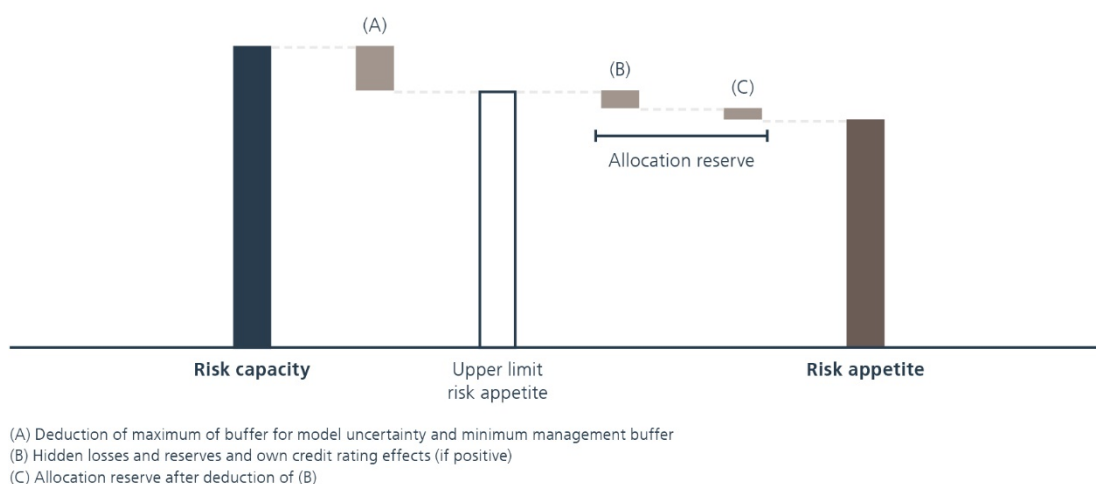 (A)
(B)
(C)
Allocation reserve
Risk capacity
Upper limit
risk appetite
Risk appetite
(A) Deduction of maximum of buffer for model uncertainty and minimum management buffer
(B) Hidden losses and reserves and own credit rating effects (if positive)
(C) Allocation reserve after deduction of (B)